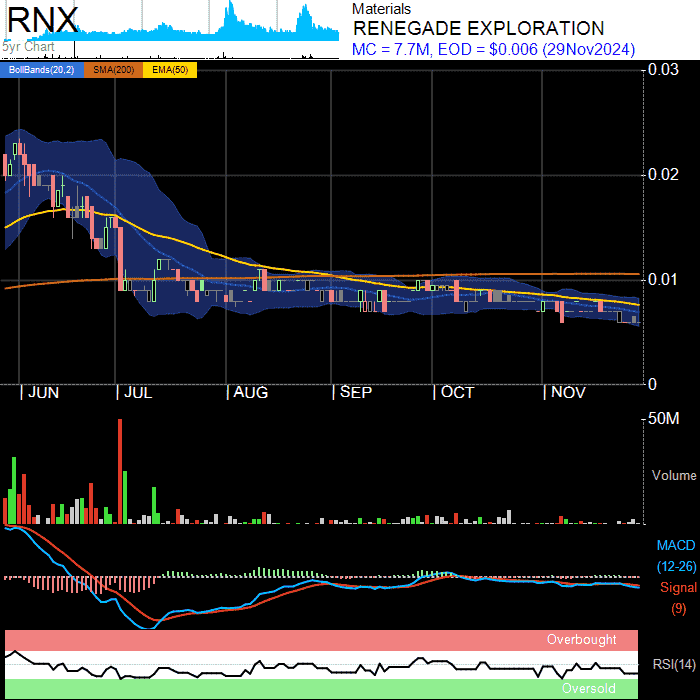 RNX
5yr Chart
Materials
RENEGADE EXPLORATION
MC = 7.7M, EOD = $0.006 (29Nov2024)
BollBands(20,2) SMA(200) EMA(50)
0.03
0.02
0.01
0
JUN JUL AUG SEP OCT NOV
50M
Volume
MACD
(12-26)
Signal
(9)
Overbought
RSI(14)
Oversold